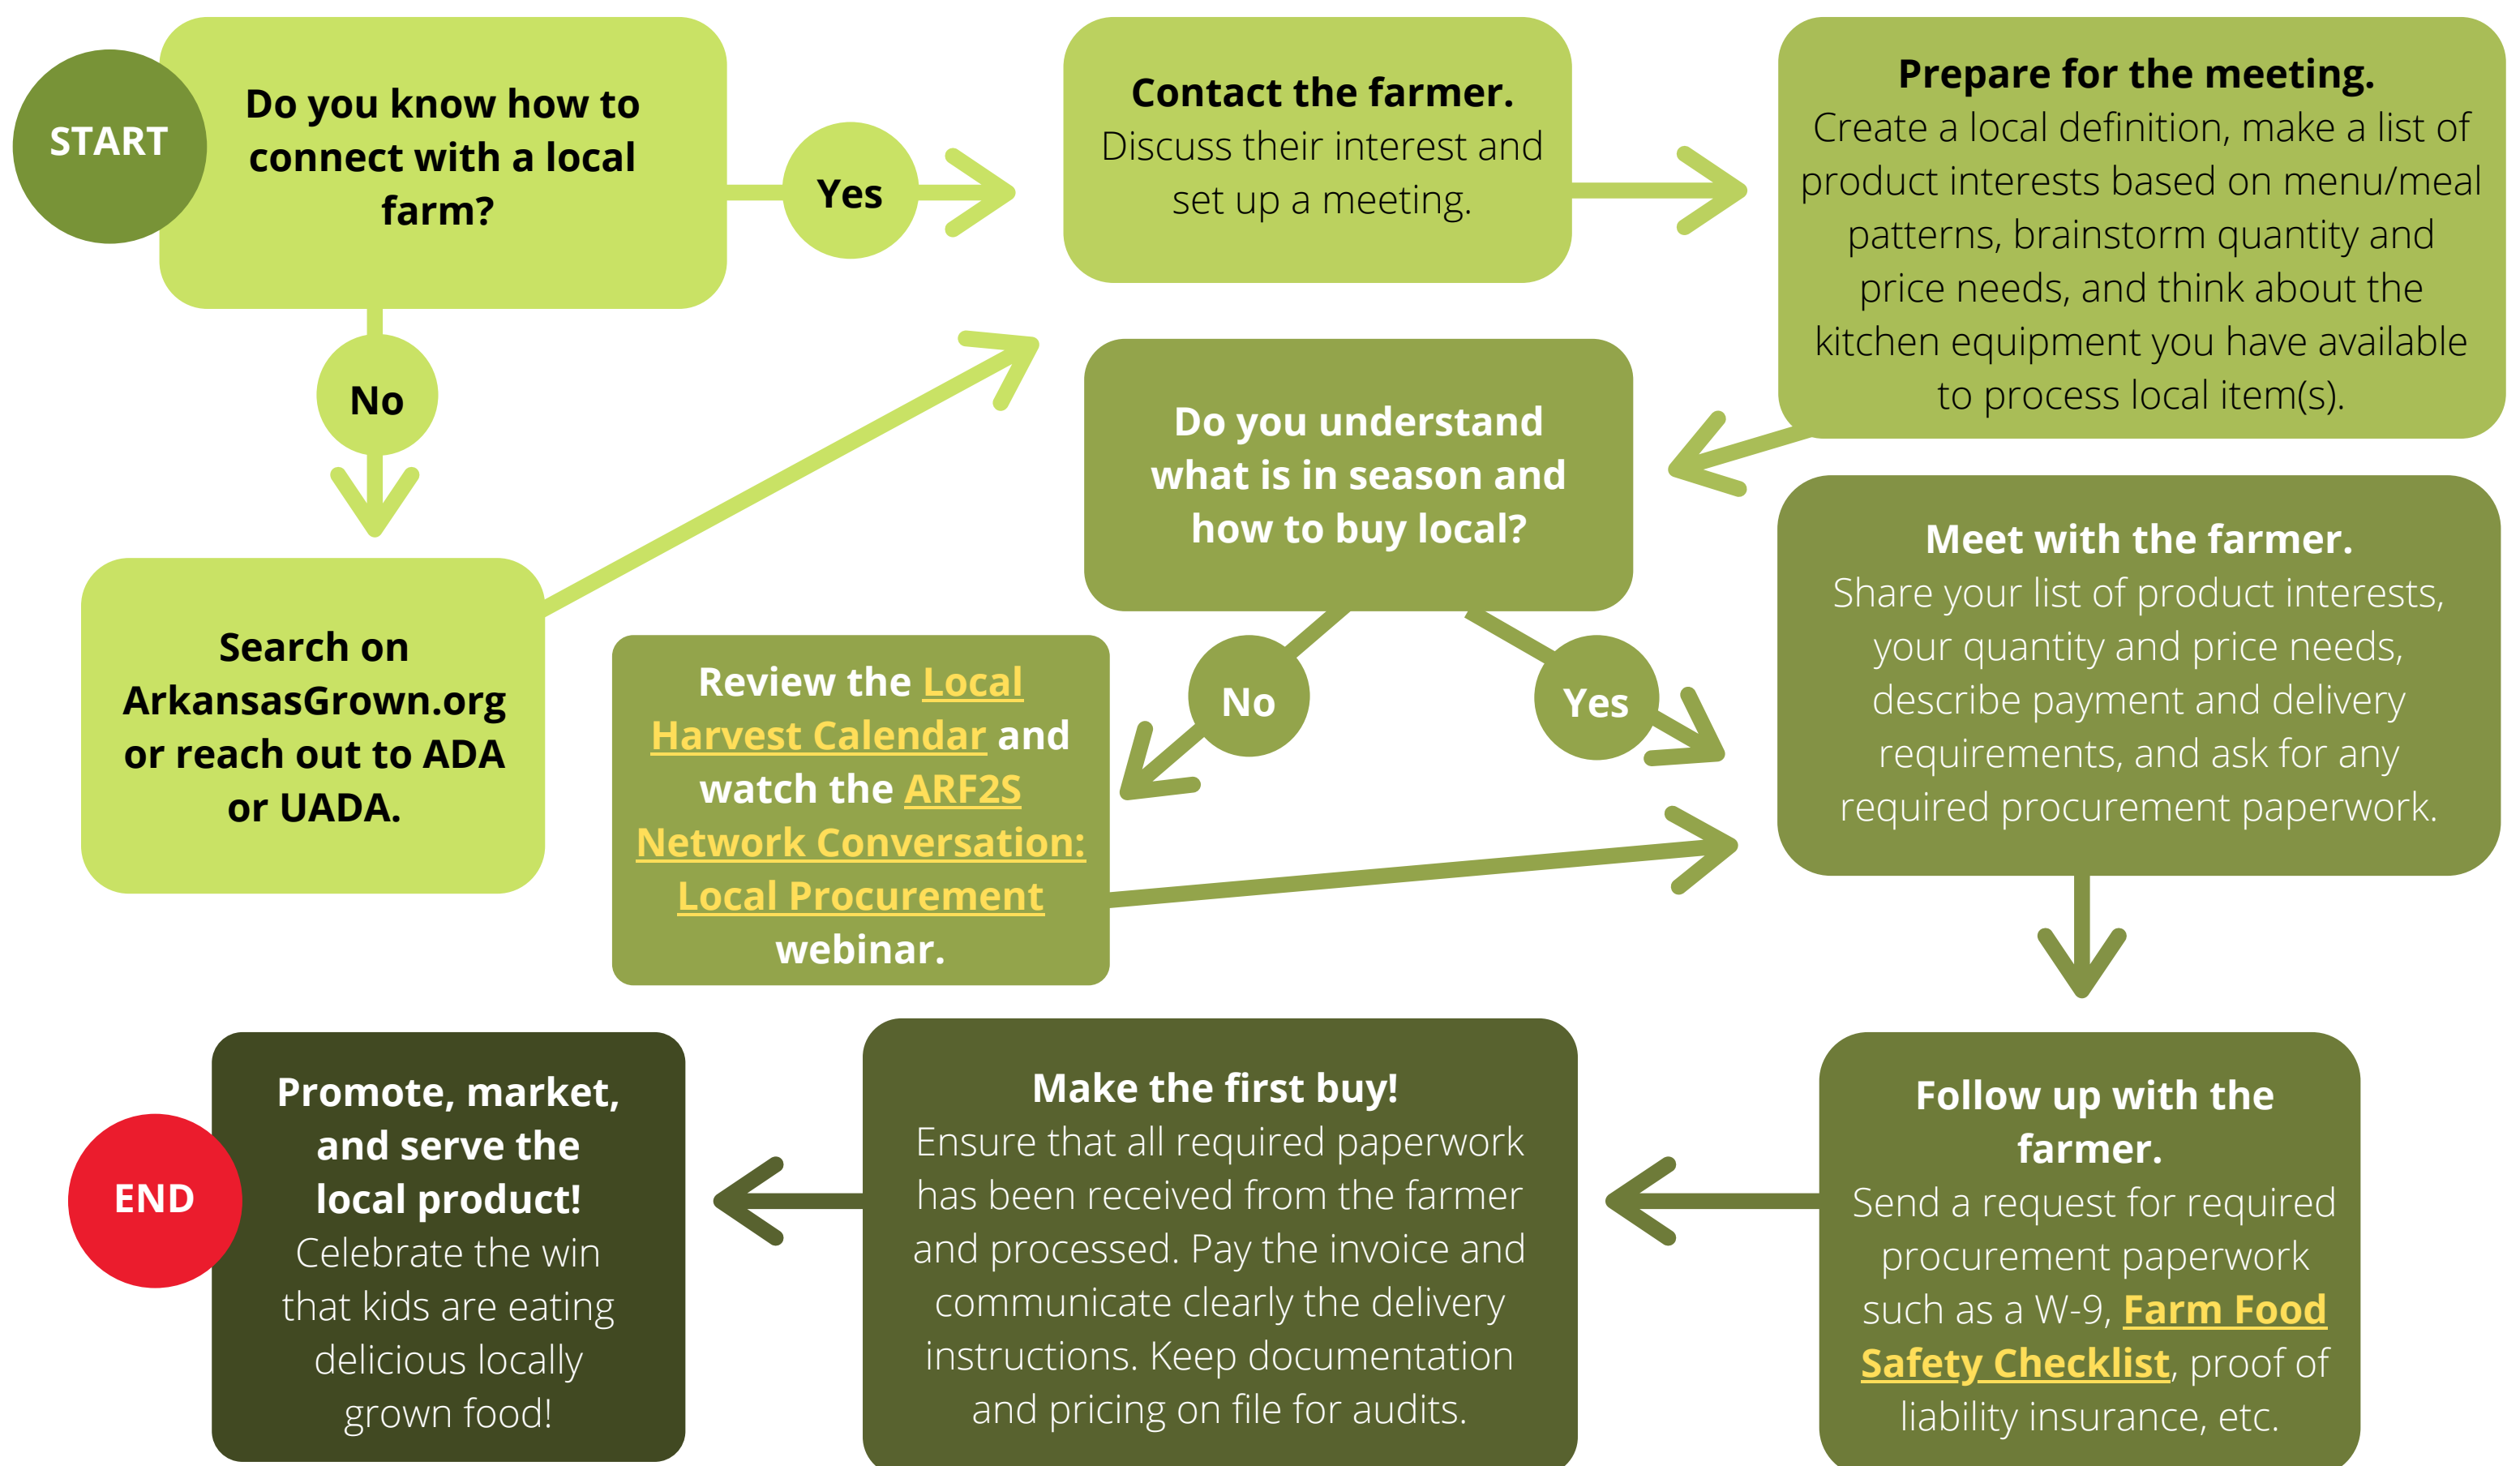 START
Do you know how to
connect with a local
farm?
Yes
No
Contact the farmer.
Discuss their interest and
set up a meeting.
Prepare for the meeting.
Create a local definition, make a list of
product interests based on menu/meal
patterns, brainstorm quantity and
price needs, and think about the
kitchen equipment you have available
to process local item(s).
Search on
ArkansasGrown.org
or reach out to ADA
or UADA.
Do you understand
what is in season and
how to buy local?
No
Yes
Review the Local
Harvest Calendar and
watch the ARF2S
Network Conversation:
Local Procurement
webinar.
Meet with the farmer.
Share your list of product interests,
your quantity and price needs,
describe payment and delivery
requirements, and ask for any
required procurement paperwork.
Follow up with the
farmer.
Send a request for required
procurement paperwork
such as a W-9, Farm Food
Safety Checklist, proof of
liability insurance, etc.
Make the first buy!
Ensure that all required paperwork
has been received from the farmer
and processed. Pay the invoice and
communicate clearly the delivery
instructions. Keep documentation
and pricing on file for audits.
Promote, market,
and serve the
local product!
Celebrate the win
that kids are eating
delicious locally
grown food!
END